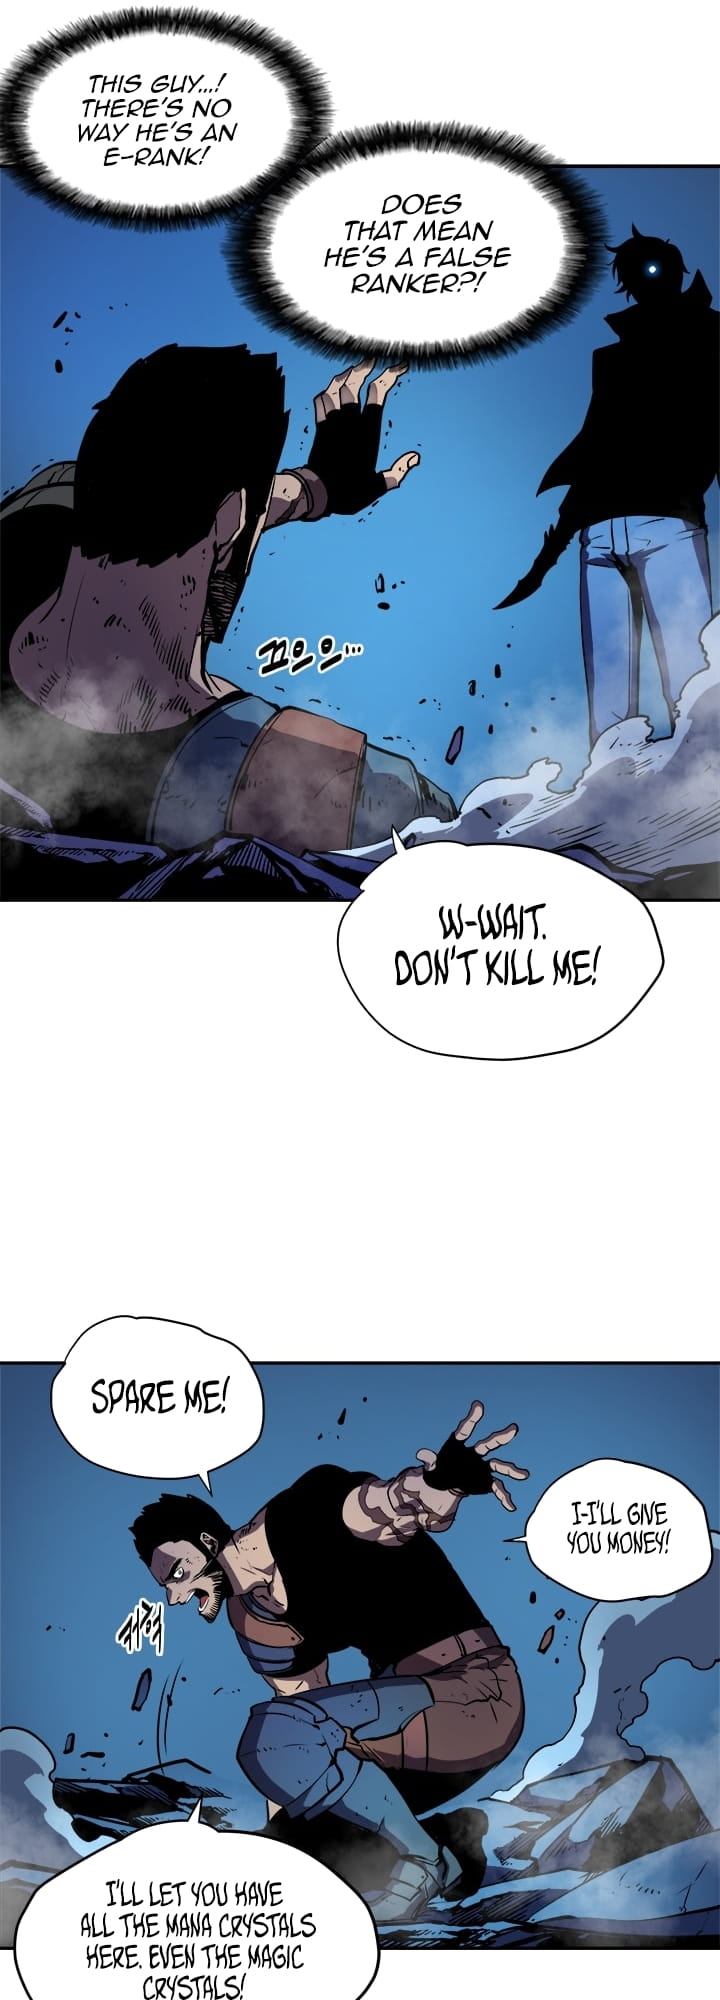 THIS GUY...!
THERE'S NO
WAY HE'S AN
E-RANK!
DOES
THAT MEAN
HE'S A FALSE
RANKER?!
끄으으...
W-WAIT.
DON'T KILL ME!
SPARE ME!
I-I'LL GIVE
YOU MONEY!
처억
I'LL LET YOU HAVE
ALL THE MANA CRYSTALS
HERE. EVEN THE MAGIC
CRYSTALS!